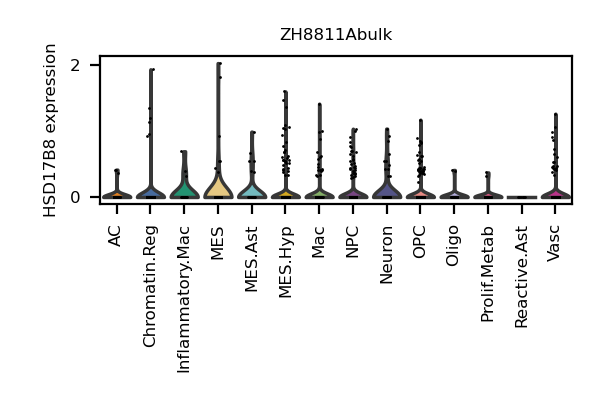 ZH8811Abulk
HSD17B8 expression
2
0
AC
Chromatin.Reg
Inflammatory.Mac
MES
MES.Ast
MES.Hyp
Mac
NPC
Neuron
OPC
Oligo
Prolif.Metab
Reactive.Ast
Vasc